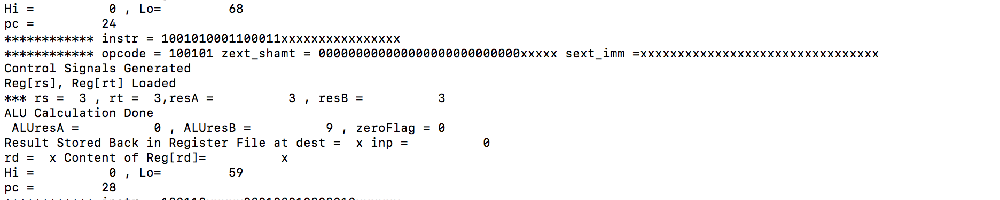 Hi =          0 , Lo=         68
pc =         24
************ instr = 1001010001100011xxxxxxxxxxxxxxxx
************ opcode = 100101 zext_shamt = 000000000000000000000000000xxxxx sext_imm =xxxxxxxxxxxxxxxxxxxxxxxxxxxxxxxx
Control Signals Generated
Reg[rs], Reg[rt] Loaded
*** rs =  3 , rt =  3,resA =          3 , resB =          3
ALU Calculation Done
 ALUresA =          0 , ALUresB =          9 , zeroFlag = 0
Result Stored Back in Register File at dest =  x inp =          0
rd =  x Content of Reg[rd]=          x
Hi =          0 , Lo=         59
pc =         28